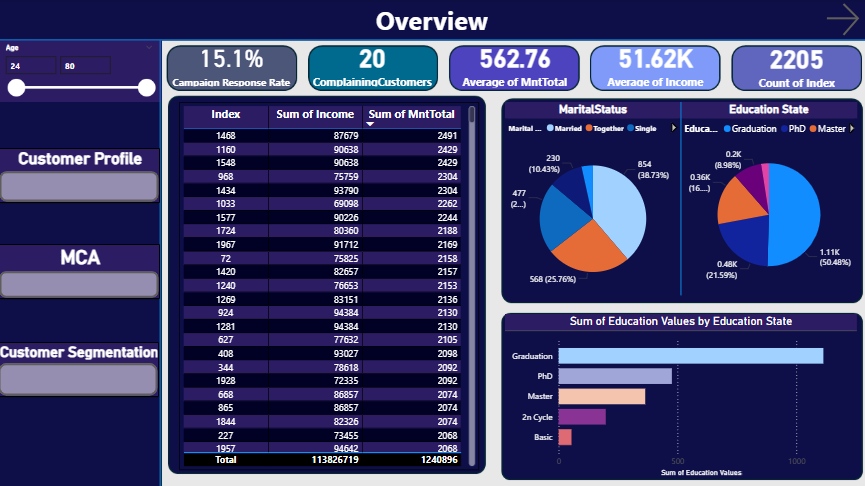 Overview
Age
24 80
Customer Profile
MCA
Customer Segmentation
15.1%
Campaign Response Rate
20
ComplainingCustomers
562.76
Average of MntTotal
51.62K
Average of Income
2205
Count of Index
Index Sum of Income Sum of MntTotal
1468 87679 2491
1160 90638 2429
1548 90638 2429
968 75759 2304
1434 93790 2304
1033 69098 2262
1577 90226 2244
1724 80360 2188
1967 91712 2169
72 75825 2158
1420 82657 2157
1240 76653 2153
1269 83151 2136
924 94384 2130
1281 94384 2130
627 77632 2105
408 93027 2098
344 78618 2092
1928 72335 2092
668 86857 2074
865 86857 2074
1844 82326 2074
227 73455 2068
1957 94642 2068
Total 113826719 1240896
MaritalStatus
Marital ... Married Together Single
230
(10.43%)
854
(38.73%)
477
(2...)
568 (25.76%)
Education State
Educa... Graduation PhD Master
0.2K
(8.98%)
0.36K
(16...)
0.48K
(21.59%)
1.11K
(50.48%)
Sum of Education Values by Education State
Graduation
PhD
Master
2n Cycle
Basic
0 500 1000
Sum of Education Values